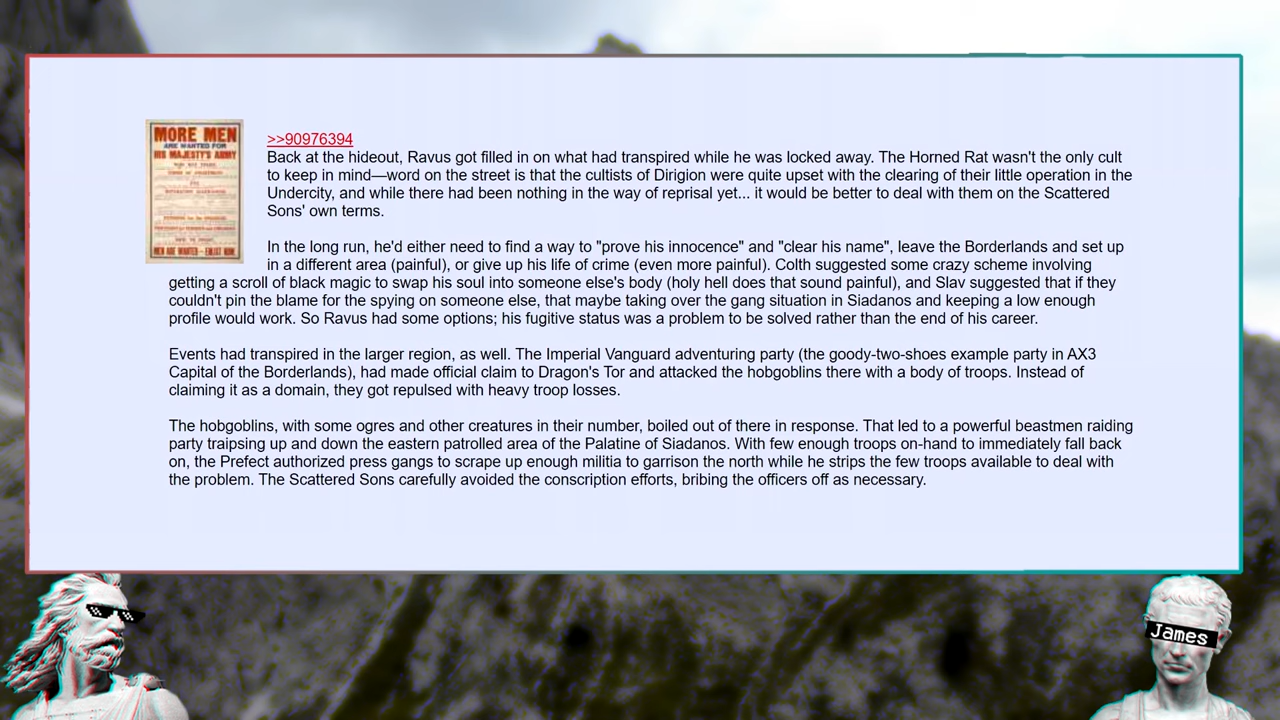 MORE MEN
ARE WANTED FOR
HIS MAJESTY'S ARMY
>>90976394
Back at the hideout, Ravus got filled in on what had transpired while he was locked away. The Horned Rat wasn't the only cult
to keep in mind—word on the street is that the cultists of Dirigion were quite upset with the clearing of their little operation in the
Undercity, and while there had been nothing in the way of reprisal yet... it would be better to deal with them on the Scattered
Sons' own terms.
In the long run, he'd either need to find a way to "prove his innocence" and "clear his name", leave the Borderlands and set up
in a different area (painful), or give up his life of crime (even more painful). Colth suggested some crazy scheme involving
getting a scroll of black magic to swap his soul into someone else's body (holy hell does that sound painful), and Slav suggested that if they
couldn't pin the blame for the spying on someone else, that maybe taking over the gang situation in Siadanos and keeping a low enough
profile would work. So Ravus had some options; his fugitive status was a problem to be solved rather than the end of his career.
Events had transpired in the larger region, as well. The Imperial Vanguard adventuring party (the goody-two-shoes example party in AX3
Capital of the Borderlands), had made official claim to Dragon's Tor and attacked the hobgoblins there with a body of troops. Instead of
claiming it as a domain, they got repulsed with heavy troop losses.
The hobgoblins, with some ogres and other creatures in their number, boiled out of there in response. That led to a powerful beastmen raiding
party traipsing up and down the eastern patrolled area of the Palatine of Siadanos. With few enough troops on-hand to immediately fall back
on, the Prefect authorized press gangs to scrape up enough militia to garrison the north while he strips the few troops available to deal with
the problem. The Scattered Sons carefully avoided the conscription efforts, bribing the officers off as necessary.
James